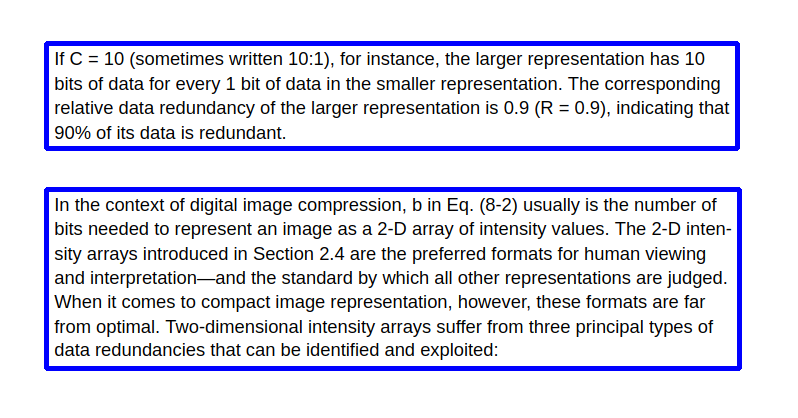 If C = 10 (sometimes written 10:1), for instance, the larger representation has 10
bits of data for every 1 bit of data in the smaller representation. The corresponding
relative data redundancy of the larger representation is 0.9 (R = 0.9), indicating that
90% of its data is redundant.
In the context of digital image compression, b in Eq. (8-2) usually is the number of
bits needed to represent an image as a 2-D array of intensity values. The 2-D inten-
sity arrays introduced in Section 2.4 are the preferred formats for human viewing
and interpretation—and the standard by which all other representations are judged.
When it comes to compact image representation, however, these formats are far
from optimal. Two-dimensional intensity arrays suffer from three principal types of
data redundancies that can be identified and exploited: